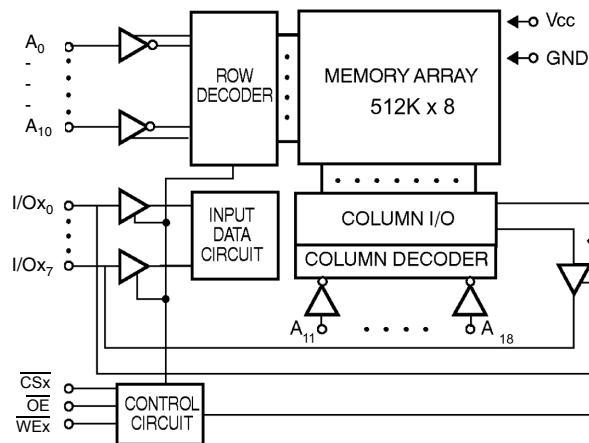 A0
-
-
-
A10
ROW
DECODER
MEMORY ARRAY
512K x 8
Vcc
GND
I/Ox0
I/Ox7
INPUT
DATA
CIRCUIT
COLUMN I/O
COLUMN DECODER
A11
A 18
CSx
OE
WEx
CONTROL
CIRCUIT